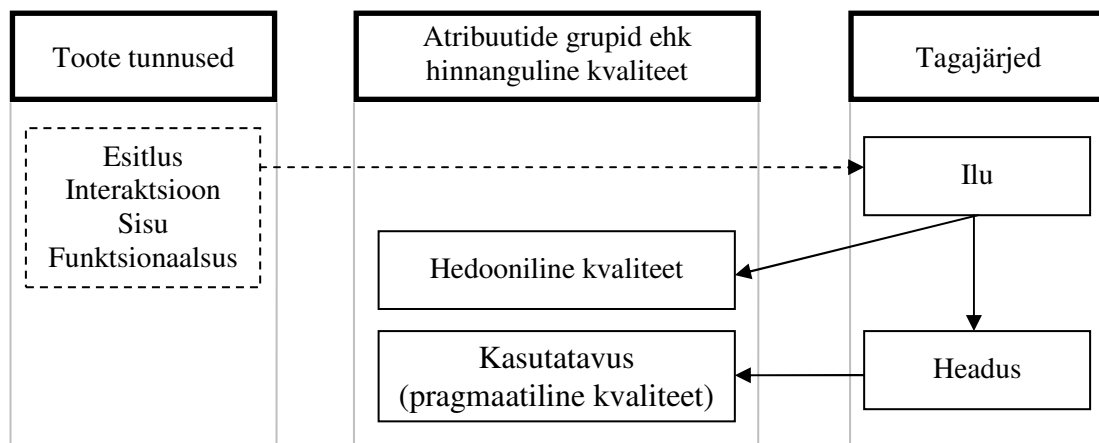 Toote tunnused
Atribuutide grupid ehk
hinnanguline kvaliteet
Tagajärjed
Esitlus
Interaktsioon
Sisu
Funktsionaalsus
Ilu
Hedooniline kvaliteet
Kasutatavus
(pragmaatiline kvaliteet)
Headus